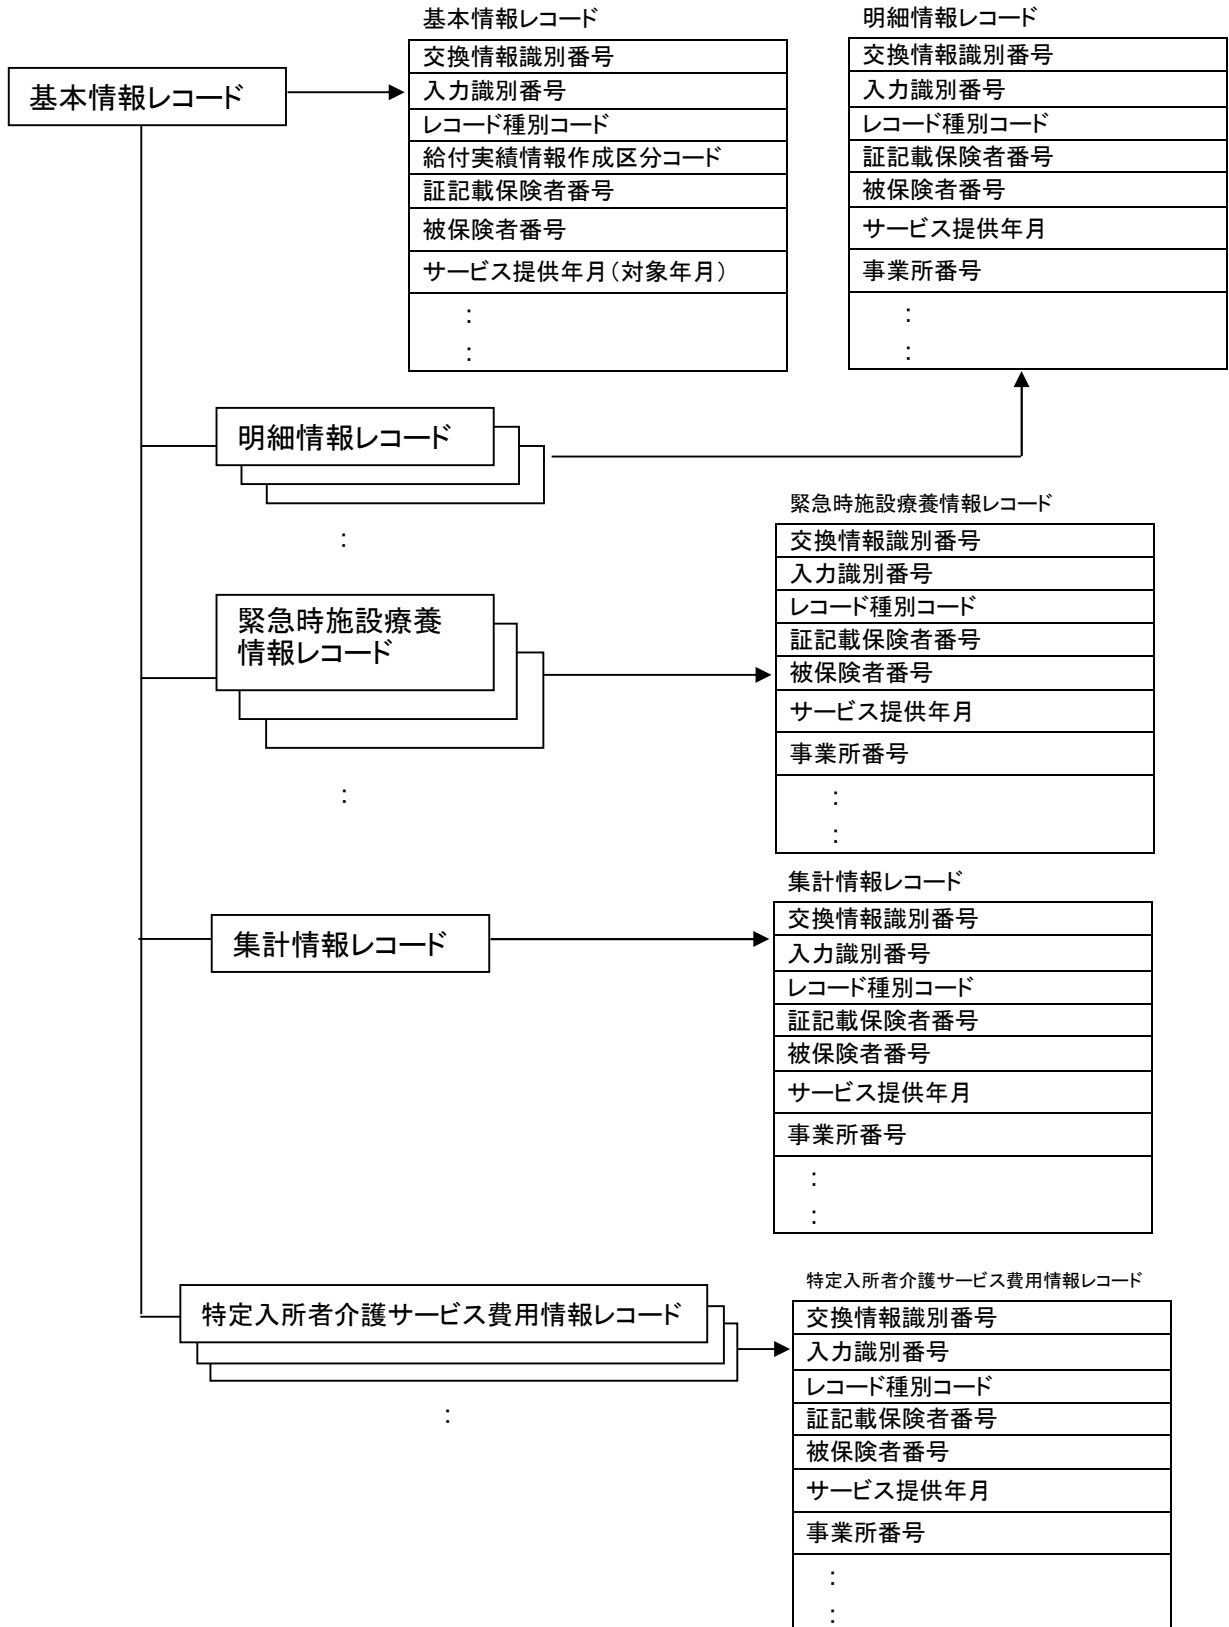 基本情報レコード
基本情報レコード
交換情報識別番号
入力識別番号
レコード種別コード
給付実績情報作成区分コード
証記載保険者番号
被保険者番号
サービス提供年月(対象年月)
:
:
明細情報レコード
交換情報識別番号
入力識別番号
レコード種別コード
証記載保険者番号
被保険者番号
サービス提供年月
事業所番号
:
:
明細情報レコード
:
緊急時施設療養
情報レコード
:
緊急時施設療養情報レコード
交換情報識別番号
入力識別番号
レコード種別コード
証記載保険者番号
被保険者番号
サービス提供年月
事業所番号
:
:
集計情報レコード
集計情報レコード
交換情報識別番号
入力識別番号
レコード種別コード
証記載保険者番号
被保険者番号
サービス提供年月
事業所番号
:
:
特定入所者介護サービス費用情報レコード
:
特定入所者介護サービス費用情報レコード
交換情報識別番号
入力識別番号
レコード種別コード
証記載保険者番号
被保険者番号
サービス提供年月
事業所番号
:
: